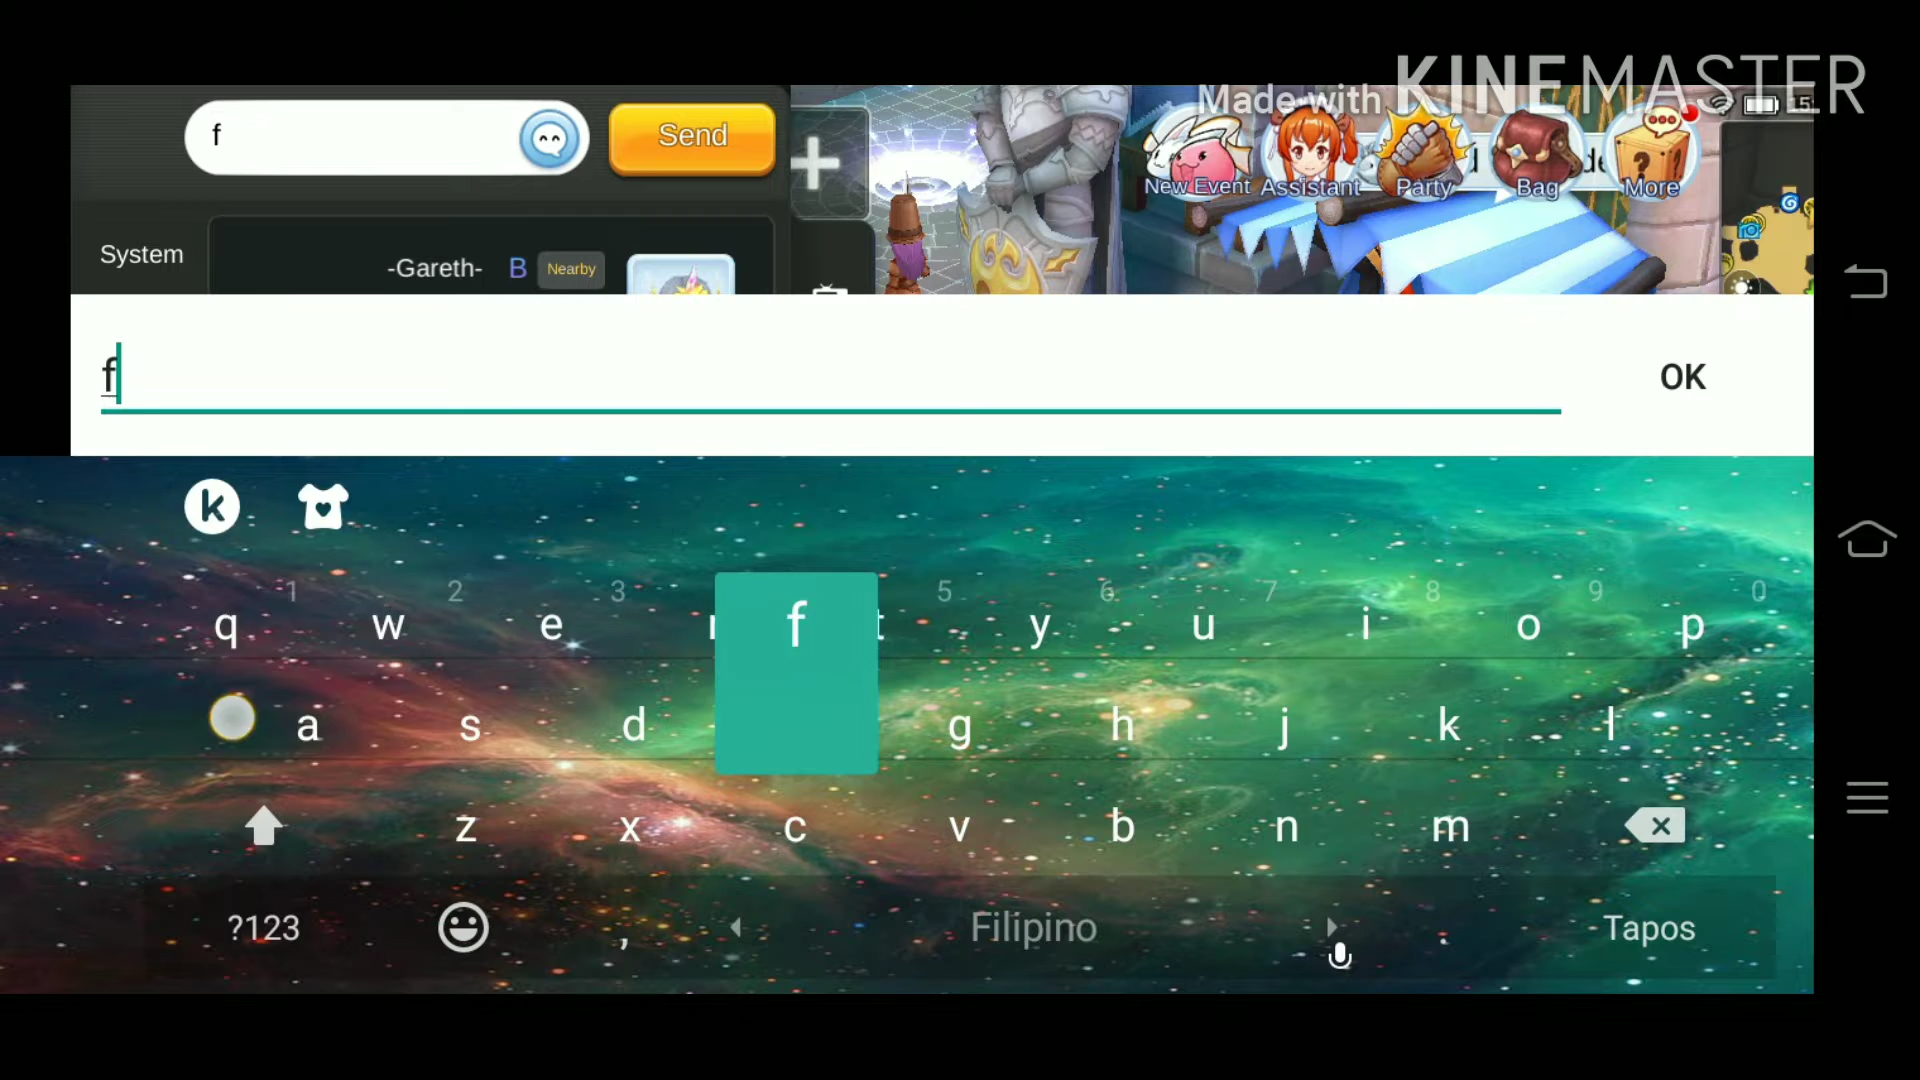 Made with KINEMASTER
f
Send
New Event Assistant Party Bag More
15:
System
-Gareth- B Nearby
f
OK
k
1 2 3 5 6 7 8 9 0
q w e f t y u i o p
a s d g h j k l
z x c v b n m
?123 , Filipino . Tapos